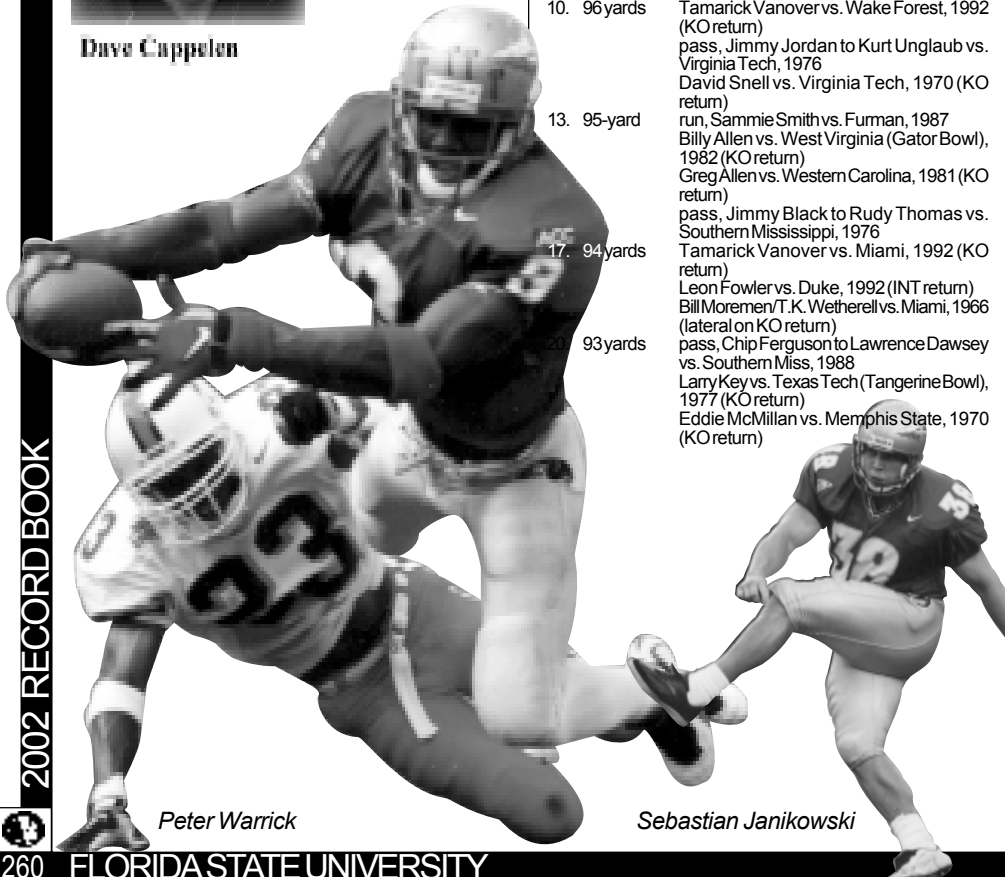 Dave Cappelen
10. 96 yards Tamarick Vanover vs. Wake Forest, 1992
(KO return)
pass, Jimmy Jordan to Kurt Unglaub vs.
Virginia Tech, 1976
David Snell vs. Virginia Tech, 1970 (KO
return)
13. 95-yard run, Sammie Smith vs. Furman, 1987
Billy Allen vs. West Virginia (Gator Bowl),
1982 (KO return)
Greg Allen vs. Western Carolina, 1981 (KO
return)
pass, Jimmy Black to Rudy Thomas vs.
Southern Mississippi, 1976
17. 94 yards Tamarick Vanover vs. Miami, 1992 (KO
return)
Leon Fowler vs. Duke, 1992 (INT return)
Bill Moremen/T.K. Wetherell vs. Miami, 1966
(lateral on KO return)
20. 93 yards pass, Chip Ferguson to Lawrence Dawsey
vs. Southern Miss, 1988
Larry Key vs. Texas Tech (Tangerine Bowl),
1977 (KO return)
Eddie McMillan vs. Memphis State, 1970
(KO return)
ACC
9
23
38
38
38
2002 RECORD BOOK
Peter Warrick
Sebastian Janikowski
260 FLORIDA STATE UNIVERSITY